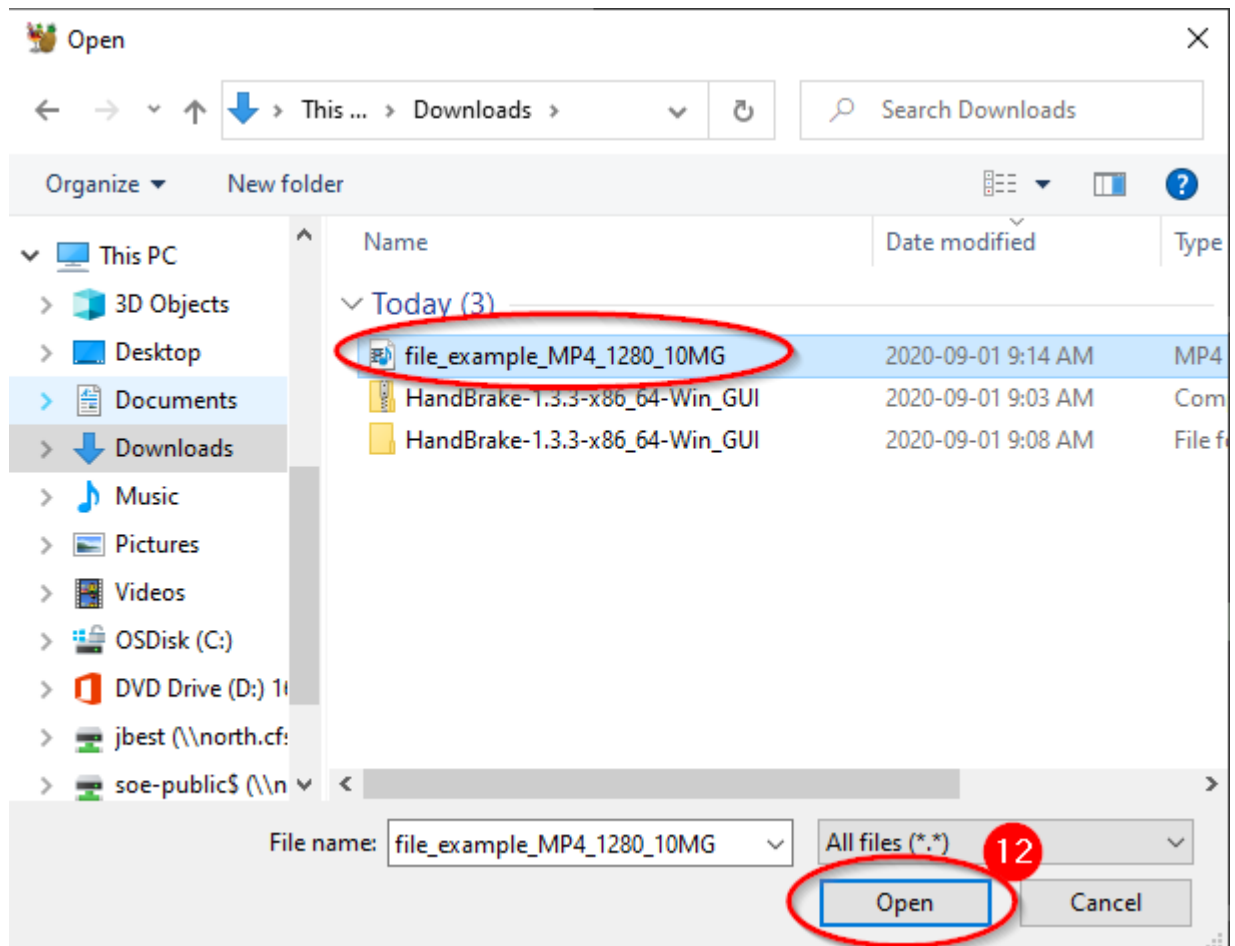 Open
This ... > Downloads >
Search Downloads
Organize
New folder
?
Name
Date modified
Type
This PC
3D Objects
Desktop
Documents
Downloads
Music
Pictures
Videos
OSDisk (C:)
DVD Drive (D:) 16
jbest (\\north.cfs
soe-public$ (\\n
Today (3)
file_example_MP4_1280_10MG 2020-09-01 9:14 AM MP4
HandBrake-1.3.3-x86_64-Win_GUI 2020-09-01 9:03 AM Com
HandBrake-1.3.3-x86_64-Win_GUI 2020-09-01 9:08 AM File f
File name: file_example_MP4_1280_10MG
All files (*.*)
12
Open
Cancel